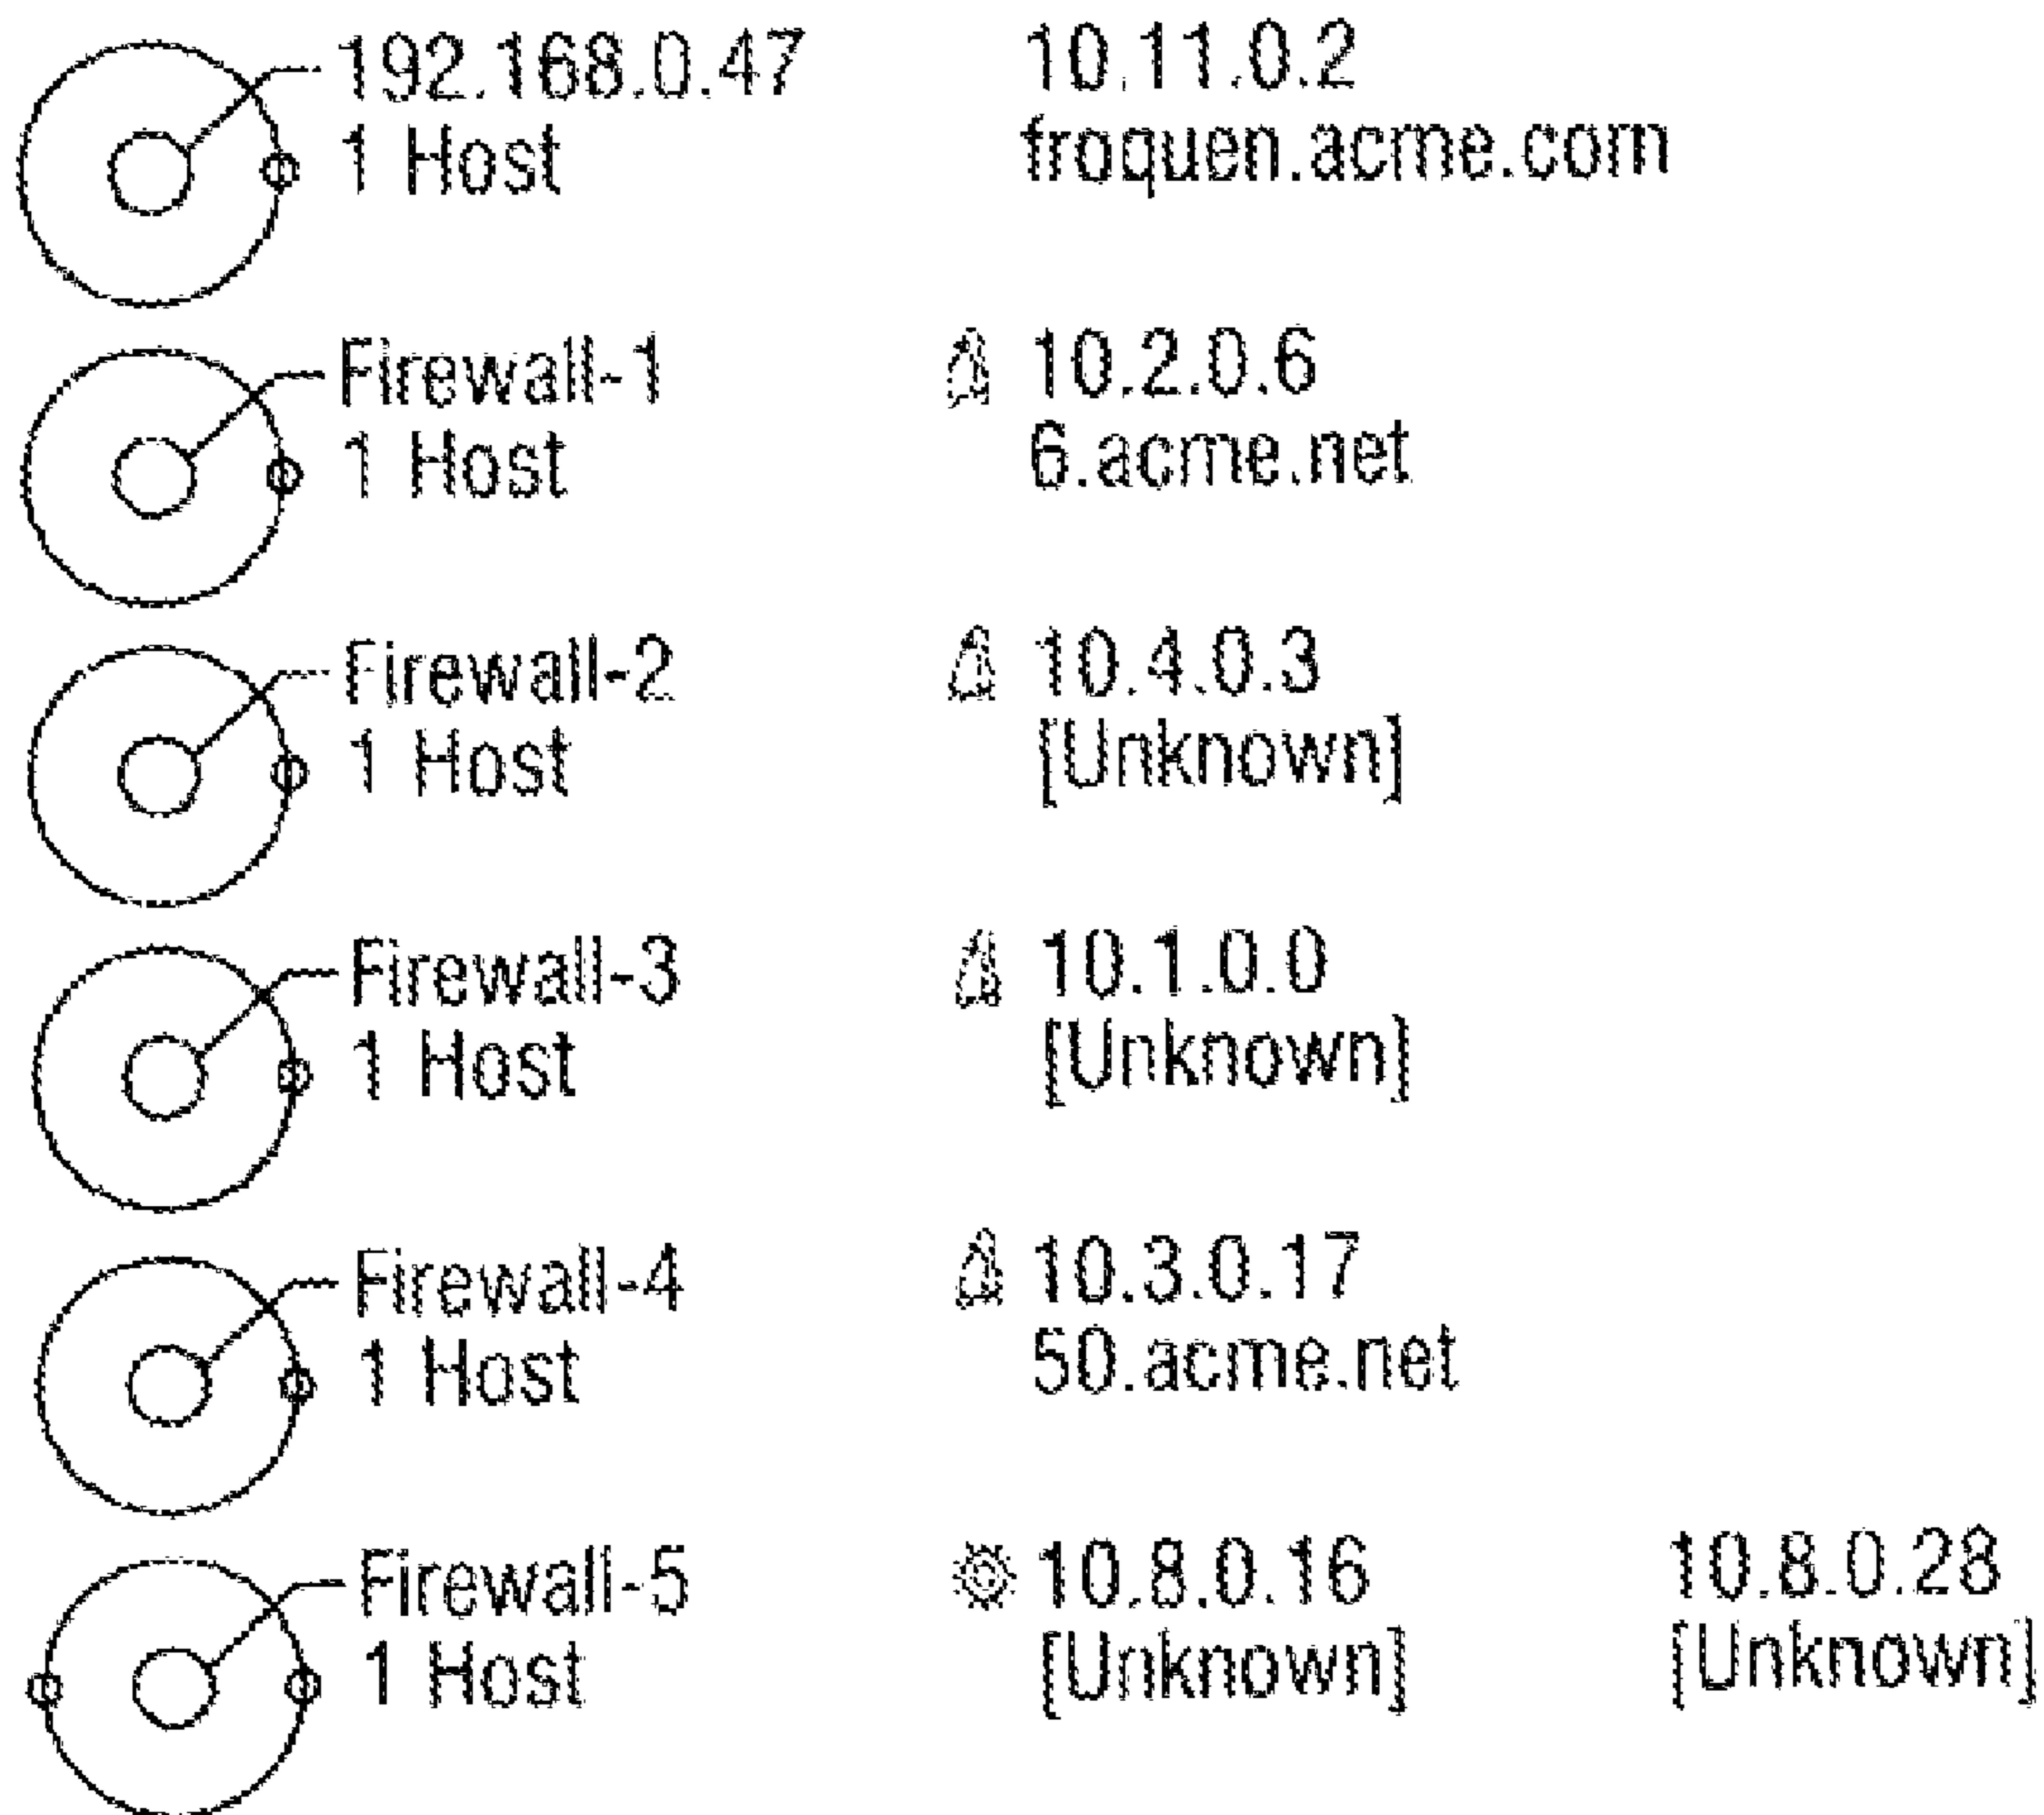 192.168.0.47 10.11.0.2
1 Host froquen.acme.com
Firewall-1 10.2.0.6
1 Host 6.acme.net
Firewall-2 10.4.0.3
1 Host [Unknown]
Firewall-3 10.1.0.0
1 Host [Unknown]
Firewall-4 10.3.0.17
1 Host 50.acme.net
Firewall-5 10.8.0.16 10.8.0.28
1 Host [Unknown] [Unknown]